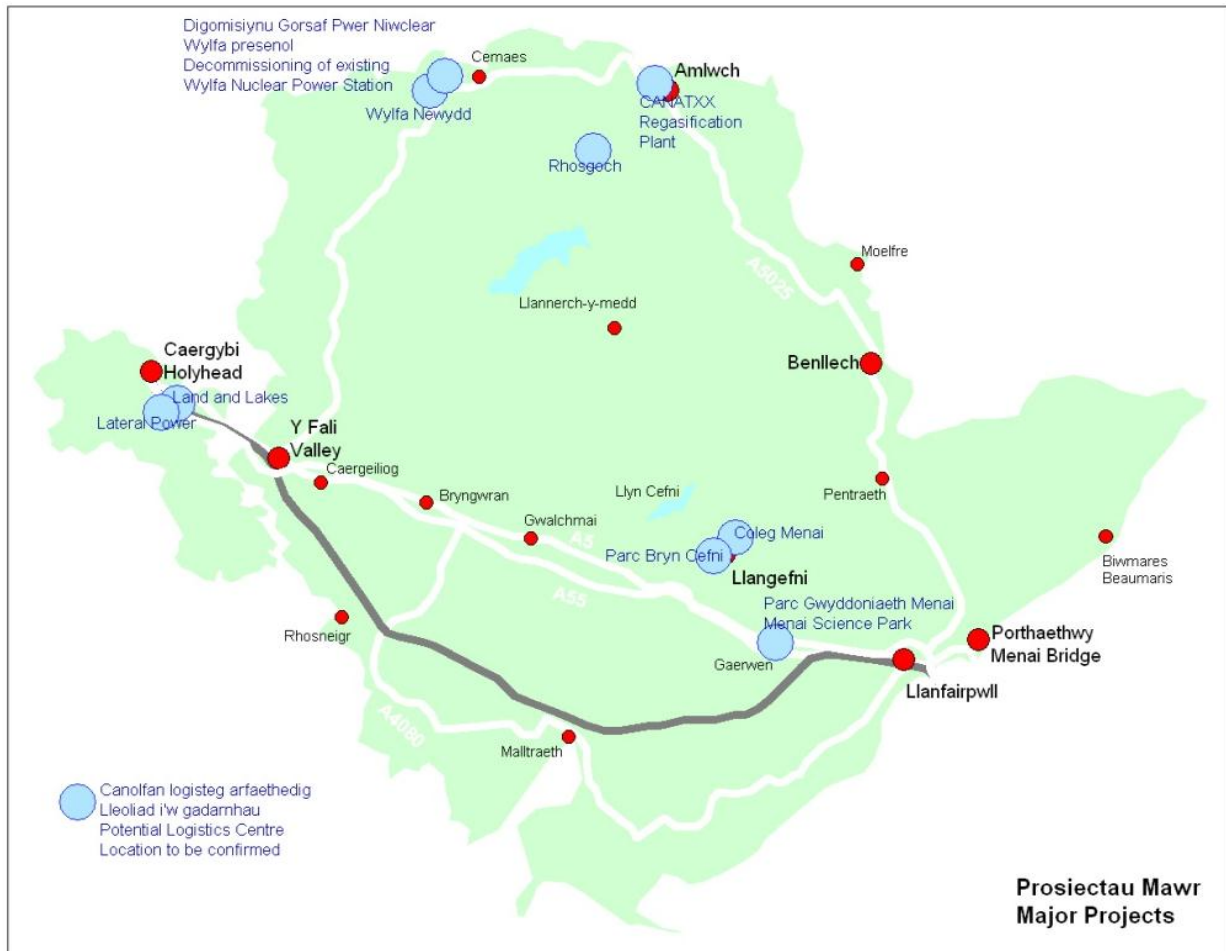 Digomisiynu Gorsaf Pwer Niwclear
Wylfa presenol
Decommissioning of existing
Wylfa Nuclear Power Station
Cemaes
Wylfa Newydd
Amlwch
CANATXX
Regasification
Plant
Rhosgoch
Moelfre
A5025
Llannerch-y-medd
Caergybi
Holyhead
Benllech
Land and Lakes
Lateral Power
Y Fali
Valley
Caergeiliog
Bryngwran
Llyn Cefni
Pentraeth
Gwalchmai
A5
Coleg Menai
Parc Bryn Cefni
Llangefni
Biwmares
Beaumaris
A55
Parc Gwyddoniaeth Menai
Menai Science Park
Rhosneigr
Gaerwen
Porthaethwy
Menai Bridge
Llanfairpwll
A4080
Malltraeth
Canolfan logisteg arfaethedig
Lleoliad i'w gadarnhau
Potential Logistics Centre
Location to be confirmed
Prosiectau Mawr
Major Projects